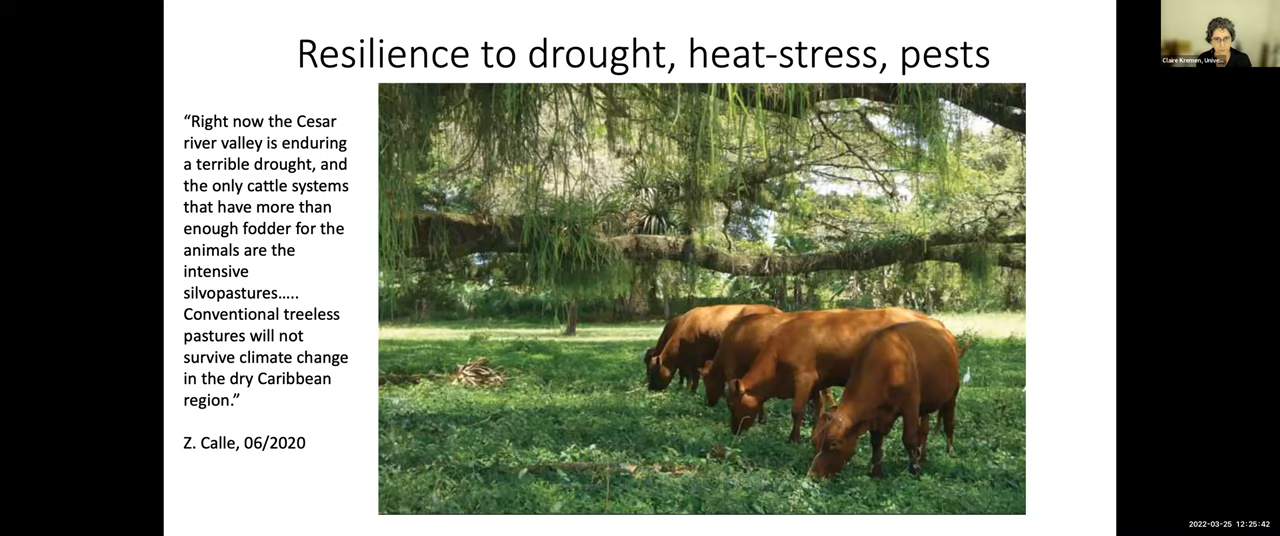 Resilience to drought, heat-stress, pests
“Right now the Cesar
river valley is enduring
a terrible drought, and
the only cattle systems
that have more than
enough fodder for the
animals are the
intensive
silvopastures…..
Conventional treeless
pastures will not
survive climate change
in the dry Caribbean
region.”
Z. Calle, 06/2020
Claire Kremen, Unive...
2022-03-25 12:25:42